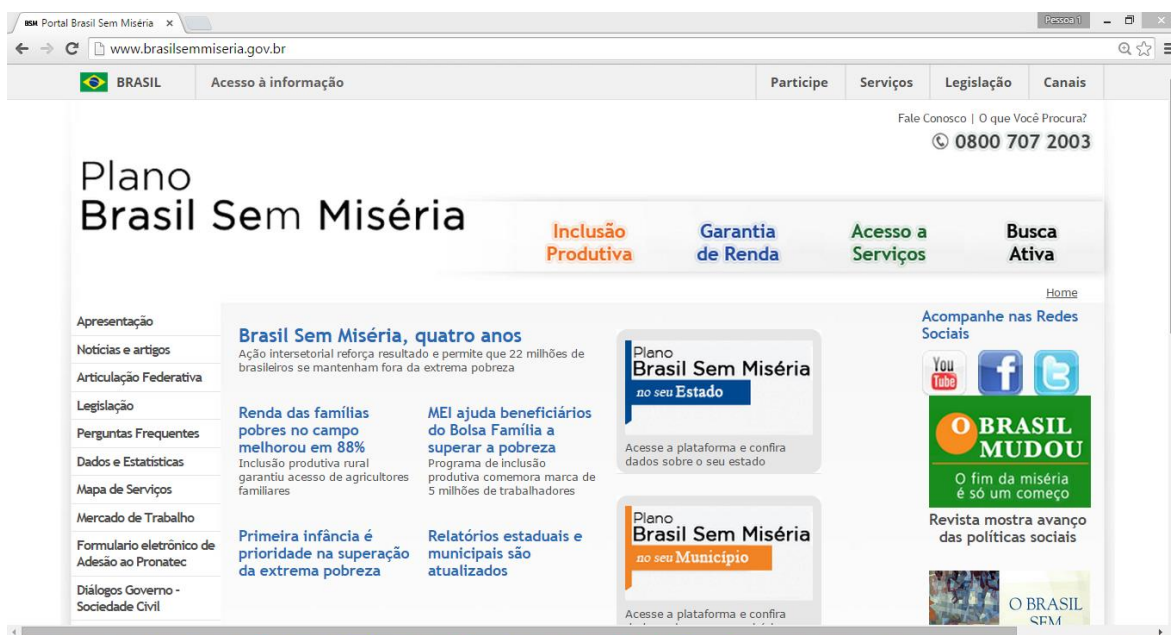 BSM Portal Brasil Sem Miséria
Pessoa 1
www.brasilsemmiseria.gov.br
BRASIL
Acesso à informação
Participe
Serviços
Legislação
Canais
Fale Conosco | O que Você Procura?
0800 707 2003
Plano
Brasil Sem Miséria
Inclusão
Produtiva
Garantia
de Renda
Acesso a
Serviços
Busca
Ativa
Home
Apresentação
Notícias e artigos
Articulação Federativa
Legislação
Perguntas Frequentes
Dados e Estatísticas
Mapa de Serviços
Mercado de Trabalho
Formulario eletrônico de
Adesão ao Pronatec
Diálogos Governo -
Sociedade Civil
Brasil Sem Miséria, quatro anos
Ação intersetorial reforça resultado e permite que 22 milhões de
brasileiros se mantenham fora da extrema pobreza
Renda das famílias
pobres no campo
melhorou em 88%
Inclusão produtiva rural
garantiu acesso de agricultores
familiares
MEI ajuda beneficiários
do Bolsa Família a
superar a pobreza
Programa de inclusão
produtiva comemora marca de
5 milhões de trabalhadores
Primeira infância é
prioridade na superação
da extrema pobreza
Relatórios estaduais e
municipais são
atualizados
Plano
Brasil Sem Miséria
no seu Estado
Acesse a plataforma e confira
dados sobre o seu estado
Plano
Brasil Sem Miséria
no seu Município
Acesse a plataforma e confira
Acompanhe nas Redes
Sociais
You
Tube
O BRASIL
MUDOU
O fim da miséria
é só um começo
Revista mostra avanço
das políticas sociais
O BRASIL
SEM